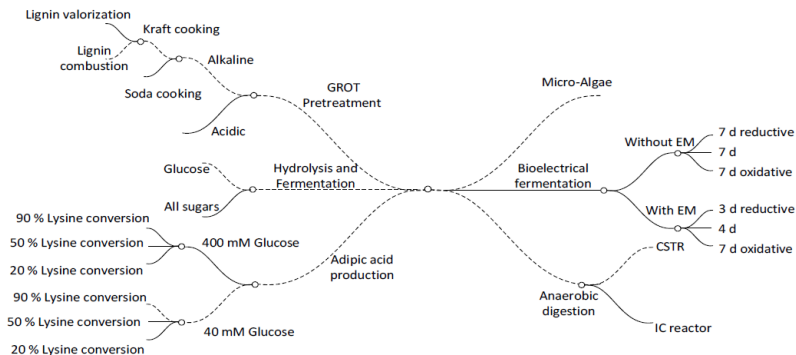 Lignin valorization
Kraft cooking
Lignin
combustion
Alkaline
Soda cooking
GROT
Pretreatment
Acidic
Glucose
Hydrolysis and
Fermentation
All sugars
90 % Lysine conversion
50 % Lysine conversion
400 mM Glucose
20 % Lysine conversion
Adipic acid
production
90 % Lysine conversion
50 % Lysine conversion
40 mM Glucose
20 % Lysine conversion
Micro-Algae
Without EM
7 d reductive
7 d
7 d oxidative
Bioelectrical
fermentation
With EM
3 d reductive
4 d
7 d oxidative
CSTR
Anaerobic
digestion
IC reactor